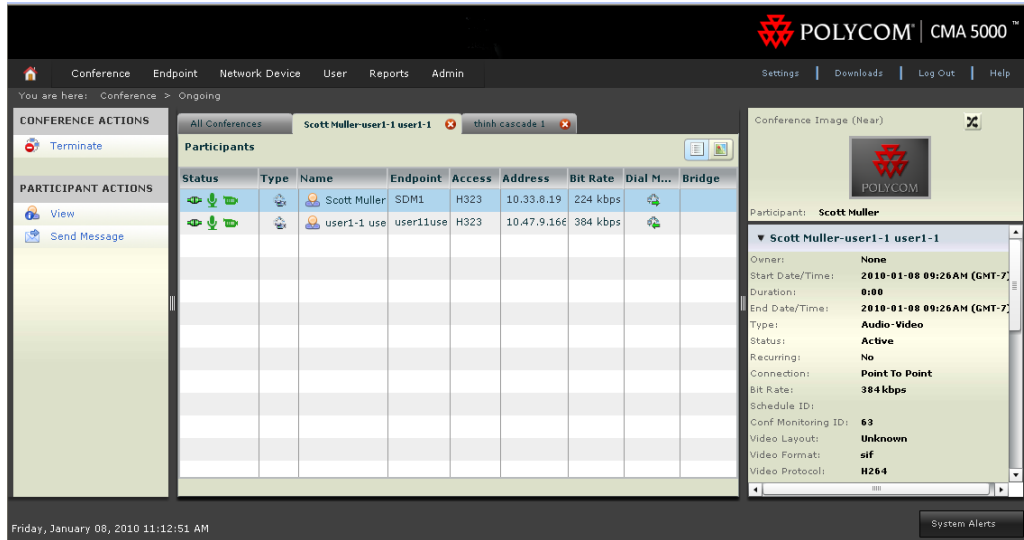 POLYCOM® | CMA 5000™
Conference Endpoint Network Device User Reports Admin Settings Downloads Log Out Help
You are here: Conference > Ongoing
CONFERENCE ACTIONS
Terminate
PARTICIPANT ACTIONS
View
Send Message
All Conferences Scott Muller-user1-1 user1-1 thinh cascade 1
Participants
Status Type Name Endpoint Access Address Bit Rate Dial M... Bridge
Scott Muller SDM1 H323 10.33.8.19 224 kbps
user1-1 use user11use H323 10.47.9.166 384 kbps
Conference Image (Near)
POLYCOM
Participant: Scott Muller
Scott Muller-user1-1 user1-1
Owner: None
Start Date/Time: 2010-01-08 09:26AM (GMT-7)
Duration: 0:00
End Date/Time: 2010-01-08 09:26AM (GMT-7)
Type: Audio-Video
Status: Active
Recurring: No
Connection: Point To Point
Bit Rate: 384 kbps
Schedule ID:
Conf Monitoring ID: 63
Video Layout: Unknown
Video Format: sif
Video Protocol: H264
Friday, January 08, 2010 11:12:51 AM
System Alerts